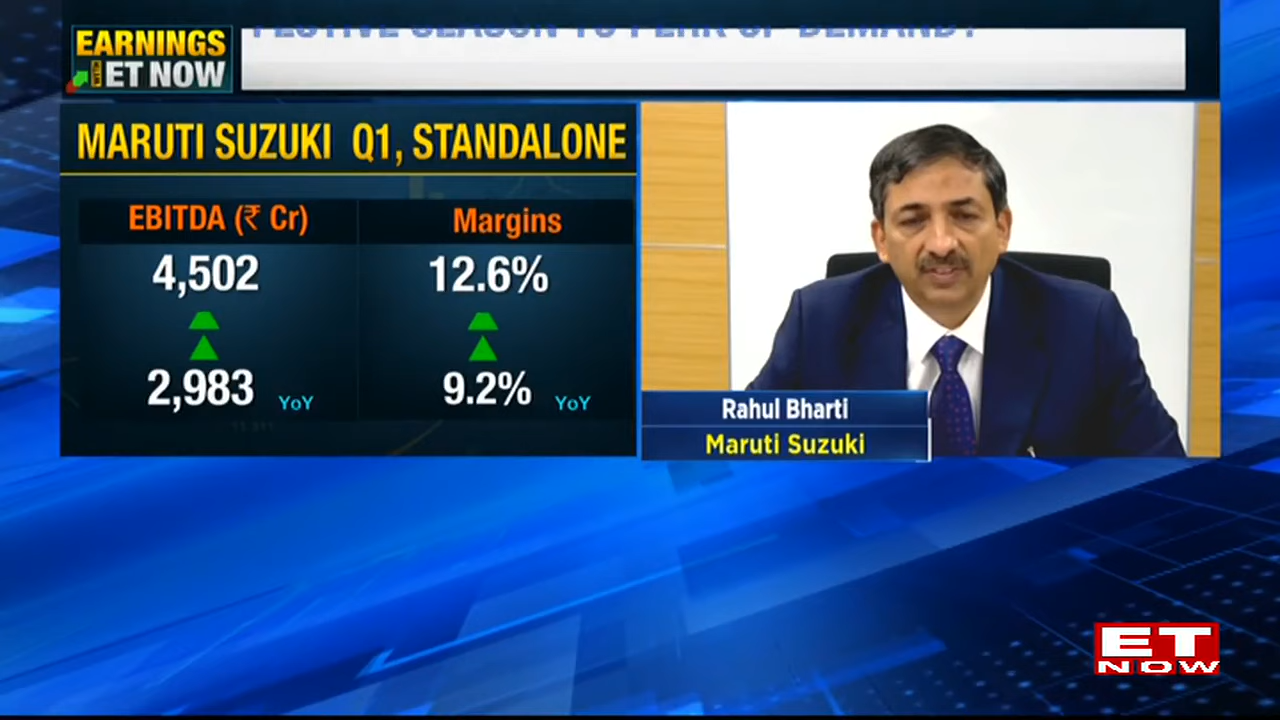 EARNINGS
WITH
ET NOW
MARUTI SUZUKI Q1, STANDALONE
EBITDA (₹ Cr)
Margins
4,502
12.6%
2,983 YoY
9.2% YoY
Rahul Bharti
Maruti Suzuki
ET
NOW